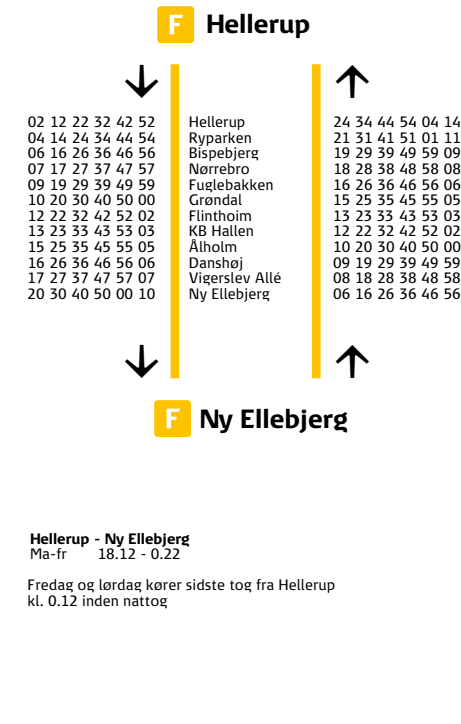 F Hellerup
02 12 22 32 42 52 Hellerup 24 34 44 54 04 14
04 14 24 34 44 54 Ryparken 21 31 41 51 01 11
06 16 26 36 46 56 Bispebjerg 19 29 39 49 59 09
07 17 27 37 47 57 Nørrebro 18 28 38 48 58 08
09 19 29 39 49 59 Fuglebakken 16 26 36 46 56 06
10 20 30 40 50 00 Grøndal 15 25 35 45 55 05
12 22 32 42 52 02 Flinthoim 13 23 33 43 53 03
13 23 33 43 53 03 KB Hallen 12 22 32 42 52 02
15 25 35 45 55 05 Ålholm 10 20 30 40 50 00
16 26 36 46 56 06 Danshøj 09 19 29 39 49 59
17 27 37 47 57 07 Vigerslev Allé 08 18 28 38 48 58
20 30 40 50 00 10 Ny Ellebjerg 06 16 26 36 46 56
F Ny Ellebjerg
Hellerup - Ny Ellebjerg
Ma-fr 18.12 - 0.22
Fredag og lørdag kører sidste tog fra Hellerup
kl. 0.12 inden nattog